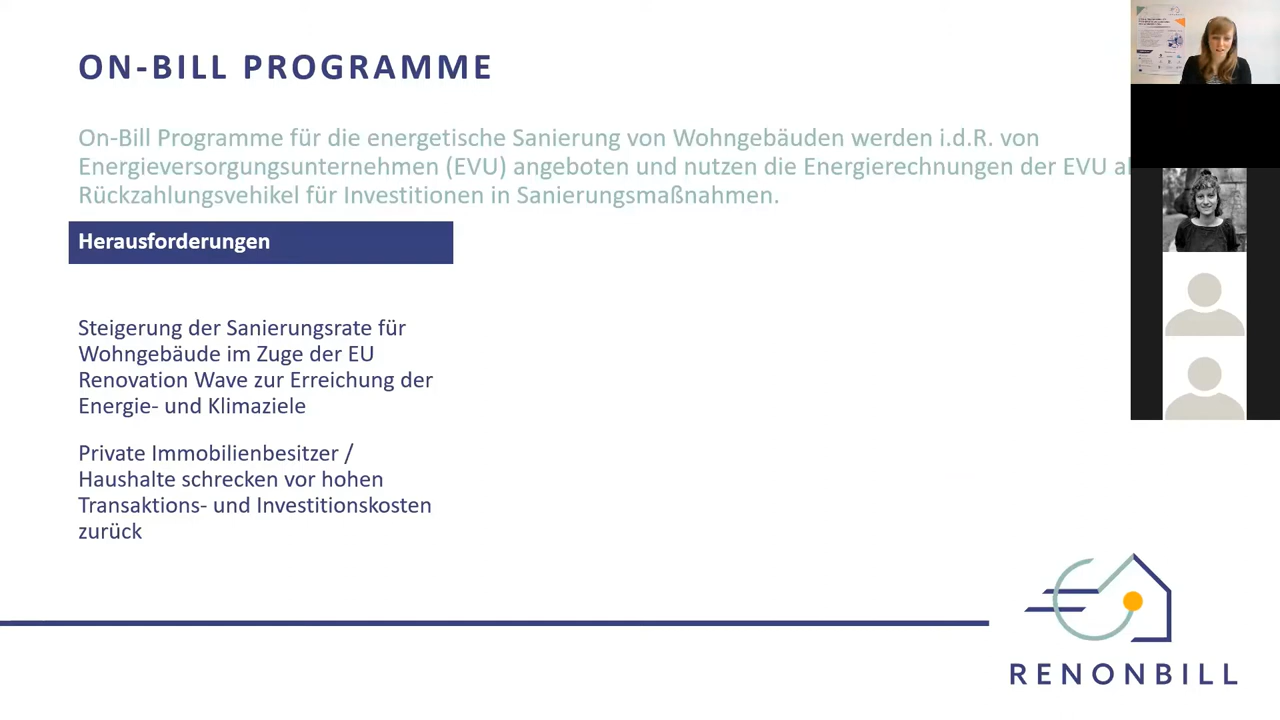 ON-BILL PROGRAMME
On-Bill Programme für die energetische Sanierung von Wohngebäuden werden i.d.R. von
Energieversorgungsunternehmen (EVU) angeboten und nutzen die Energierechnungen der EVU
Rückzahlungsvehikel für Investitionen in Sanierungsmaßnahmen.
Herausforderungen
Steigerung der Sanierungsrate für
Wohngebäude im Zuge der EU
Renovation Wave zur Erreichung der
Energie- und Klimaziele
Private Immobilienbesitzer /
Haushalte schrecken vor hohen
Transaktions- und Investitionskosten
zurück
RENONBILL